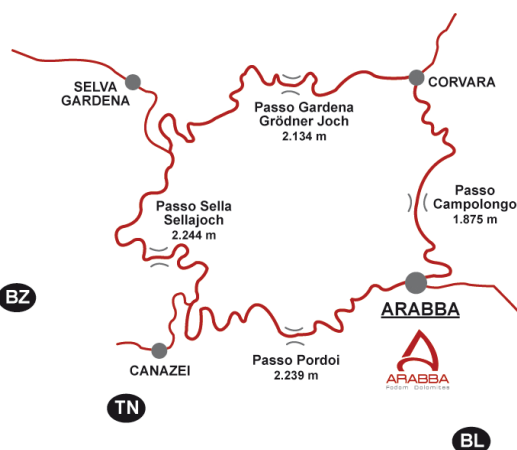 SELVA
GARDENA
CORVARA
Passo Gardena
Grödner Joch
2.134 m
Passo
Campolongo
1.875 m
Passo Sella
Sellajoch
2.244 m
BZ
ARABBA
Passo Pordoi
2.239 m
CANAZEI
ARABBA
Fodom Dolomites
TN
BL